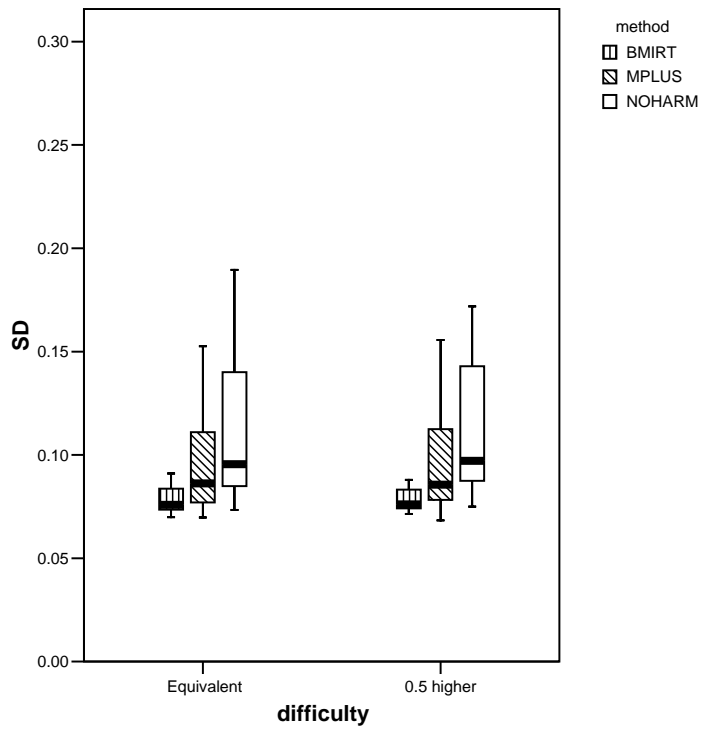 method
BMIRT
MPLUS
NOHARM
0.30
0.25
0.20
0.15
0.10
0.05
0.00
SD
Equivalent
0.5 higher
difficulty